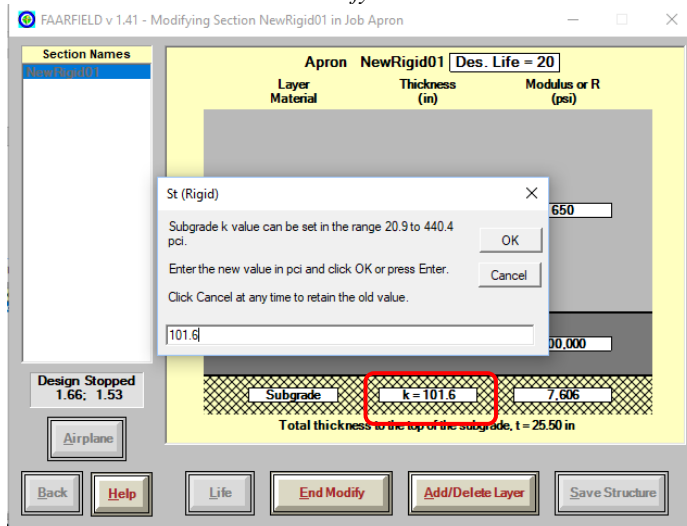 FAARFIELD v 1.41 - Modifying Section NewRigid01 in Job Apron
Section Names
NewRigid01
Apron NewRigid01 Des. Life = 20
Layer Material Thickness (in) Modulus or R (psi)
St (Rigid)
Subgrade k value can be set in the range 20.9 to 440.4
pci.
OK
Enter the new value in pci and click OK or press Enter.
Cancel
Click Cancel at any time to retain the old value.
101.6
650
00,000
Design Stopped
1.66; 1.53
Subgrade k = 101.6 7,606
Total thickness to the top of the subgrade, t = 25.50 in
Airplane
Back Help Life End Modify Add/Delete Layer Save Structure